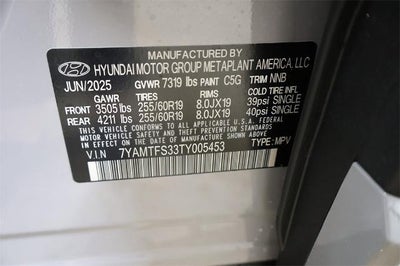 MANUFACTURED BY
HYUNDAI MOTOR GROUP METAPLANT AMERICA, LLC
JUN/2025 GVWR 7319 lbs PAINT C5G TRIM NNB
GAWR TIRES RIMS COLD TIRE INFL
FRONT 3505 lbs 255/60R19 8.0JX19 39psi SINGLE
REAR 4211 lbs 255/60R19 8.0JX19 40psi SINGLE
THIS VEHICLE CONFORMS TO ALL APPLICABLE U.S.A. FEDERAL
MOTOR VEHICLE SAFETY STANDARDS IN EFFECT ON THE
DATE OF MANUFACTURE SHOWN ABOVE.
V.I.N 7YAMTFS33TY005453 TYPE: MPV